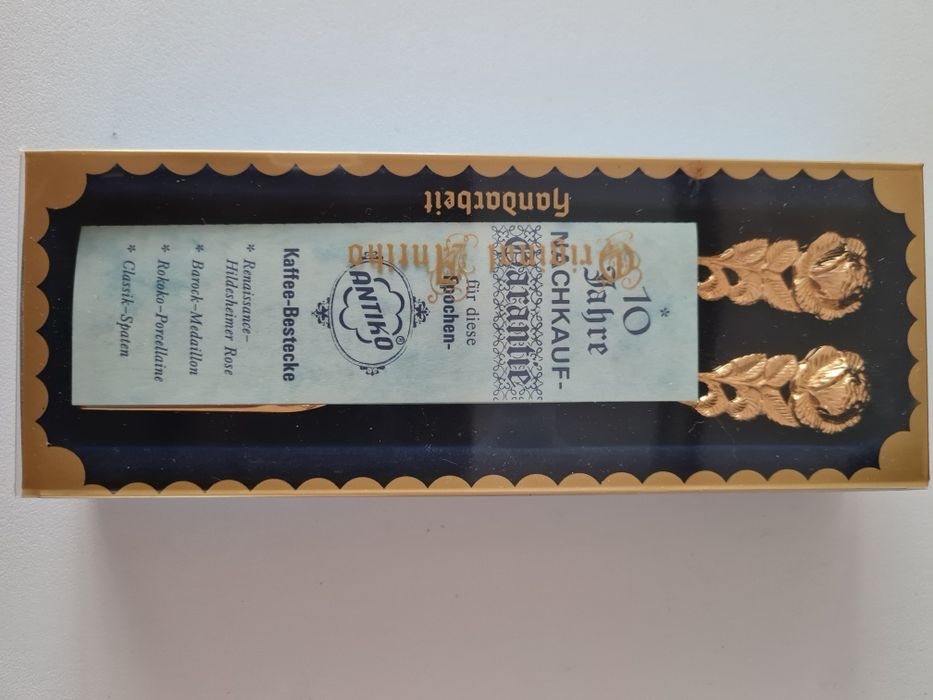 Handarbeit
Original Antiko
*
10
Jahre
NACHKAUF-
Garantie
für diese
Epochen-
ANTIKO®
Kaffee-Bestecke
* Renaissance-
Hildesheimer Rose
* Barock-Medaillon
* Rokoko-Porcellaine
* Classik-Spaten